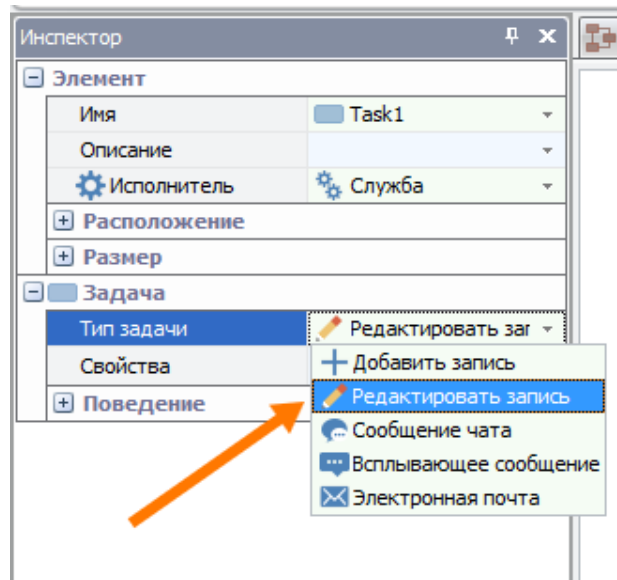 Инспектор
Элемент
Имя Task1
Описание
Исполнитель Служба
Расположение
Размер
Задача
Тип задачи Редактировать зап
Свойства
Добавить запись
Поведение
Редактировать запись
Сообщение чата
Всплывающее сообщение
Электронная почта